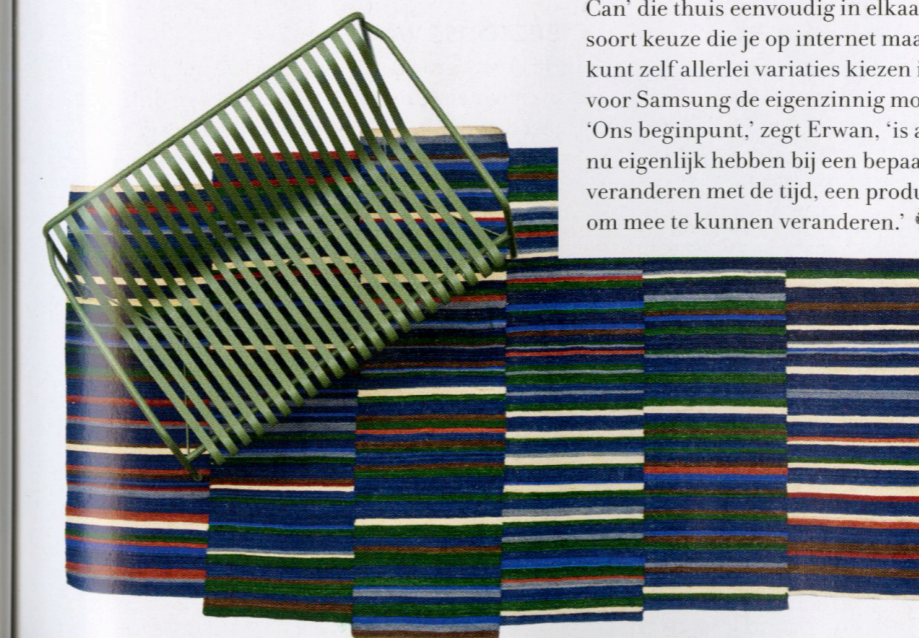 Can’ die thuis eenvoudig in elkaa
soort keuze die je op internet maa
kunt zelf allerlei variaties kiezen
voor Samsung de eigenzinnig mo
‘Ons beginpunt,’ zegt Erwan, ‘is a
nu eigenlijk hebben bij een bepaa
veranderen met de tijd, een produ
om mee te kunnen veranderen.’